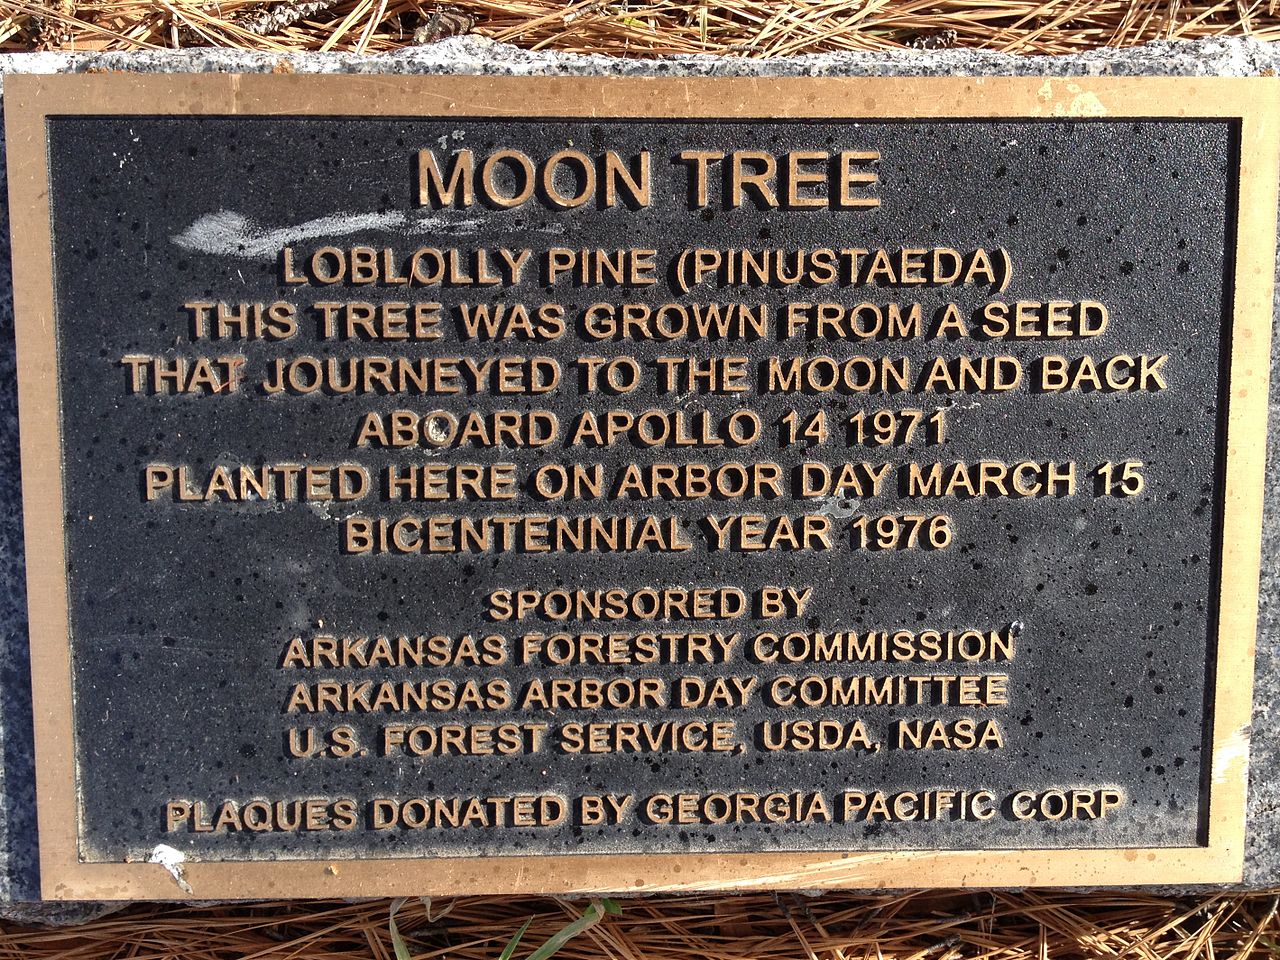 MOON TREE
LOBLOLLY PINE (PINUSTAEDA)
THIS TREE WAS GROWN FROM A SEED
THAT JOURNEYED TO THE MOON AND BACK
ABOARD APOLLO 14 1971
PLANTED HERE ON ARBOR DAY MARCH 15
BICENTENNIAL YEAR 1976
SPONSORED BY
ARKANSAS FORESTRY COMMISSION
ARKANSAS ARBOR DAY COMMITTEE
U.S. FOREST SERVICE, USDA, NASA
PLAQUES DONATED BY GEORGIA PACIFIC CORP